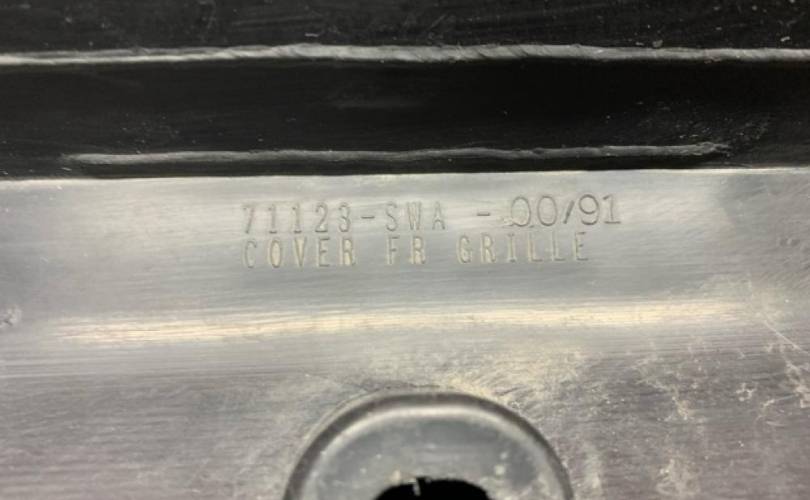 71123-SWA - 00/91
COVER FR GRILLE